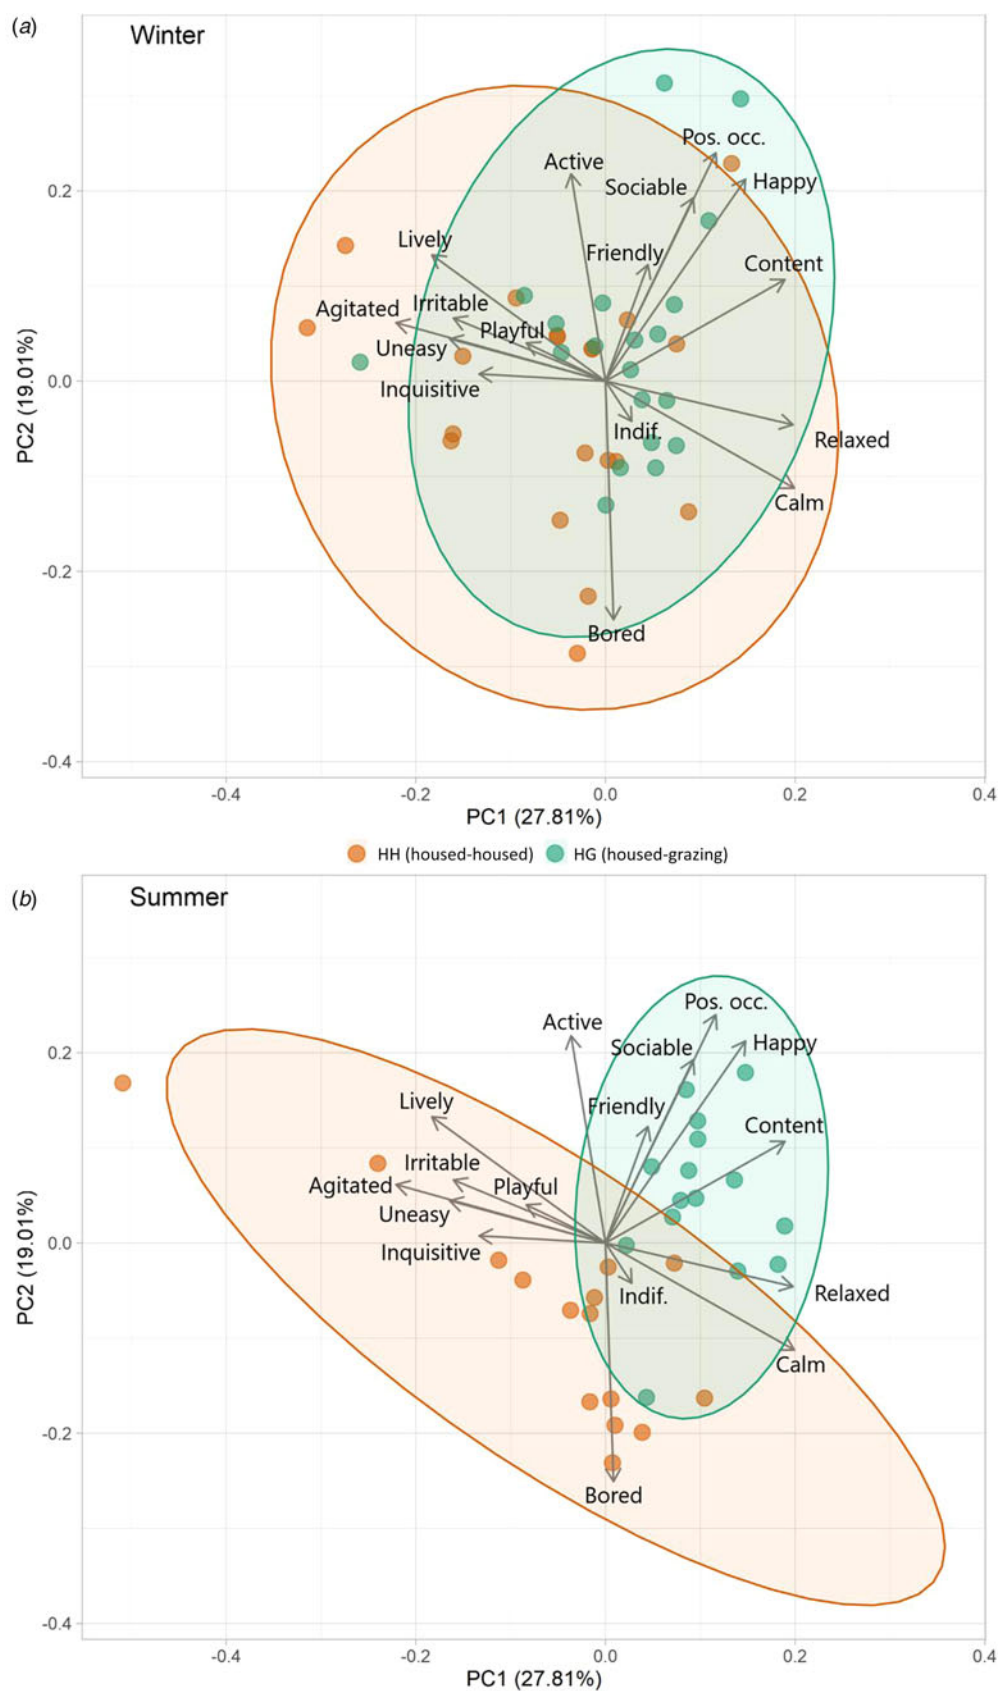 (a)
Winter
Pos. occ.
Active
Sociable
Happy
Lively
Friendly
Content
Agitated
Irritable
Playful
Uneasy
Inquisitive
Indif.
Relaxed
Calm
Bored
0.2
0.0
-0.2
-0.4
PC2 (19.01%)
-0.4 -0.2 0.0 0.2 0.4
PC1 (27.81%)
HH (housed-housed) HG (housed-grazing)
(b)
Summer
Pos. occ.
Active
Sociable
Happy
Lively
Friendly
Content
Irritable
Agitated
Playful
Uneasy
Inquisitive
Indif.
Relaxed
Calm
Bored
0.2
0.0
-0.2
-0.4
PC2 (19.01%)
-0.4 -0.2 0.0 0.2 0.4
PC1 (27.81%)